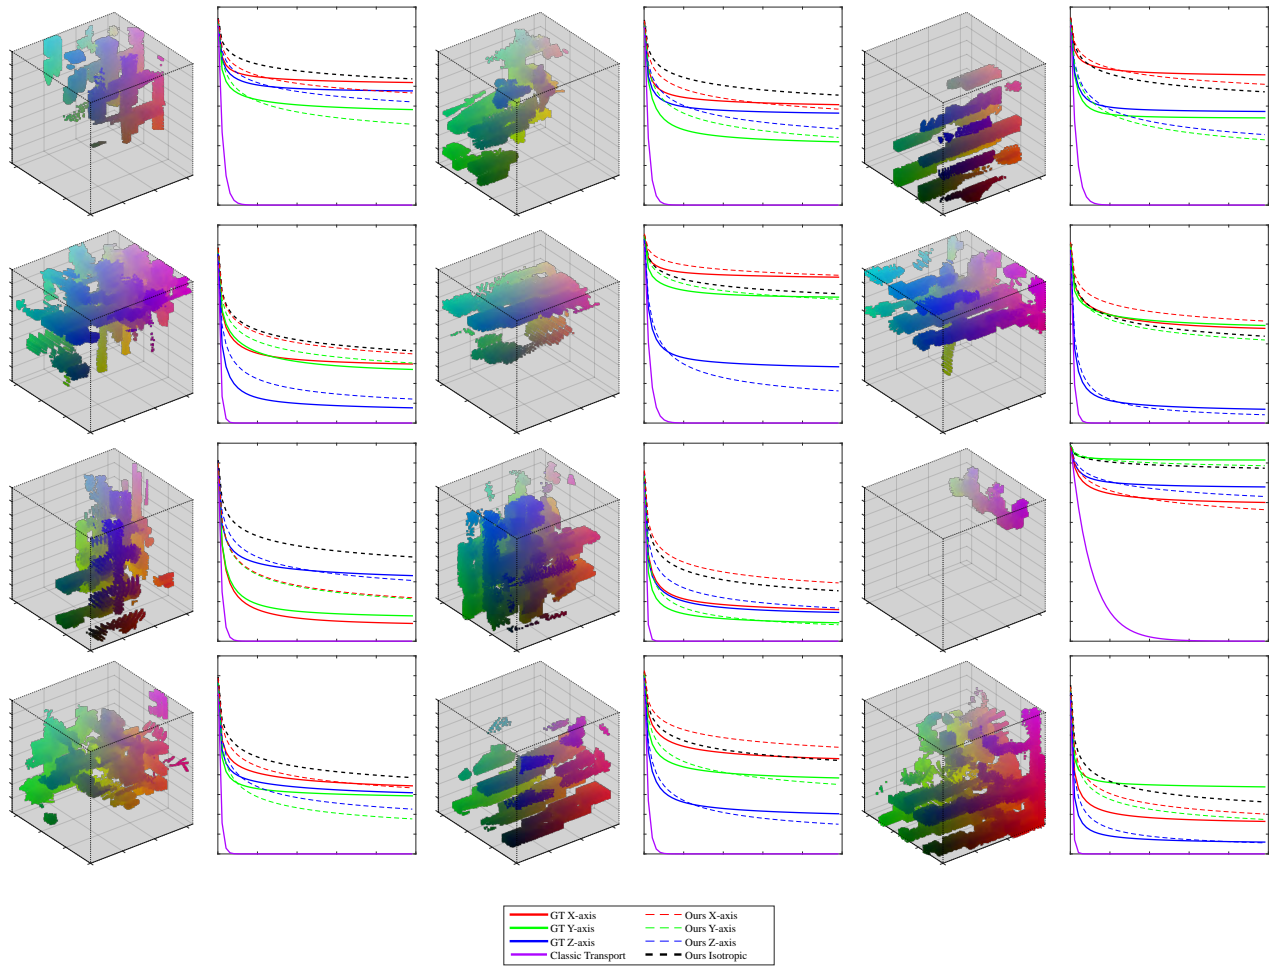 GT X-axis
GT Y-axis
GT Z-axis
Classic Transport
Ours X-axis
Ours Y-axis
Ours Z-axis
Ours Isotropic